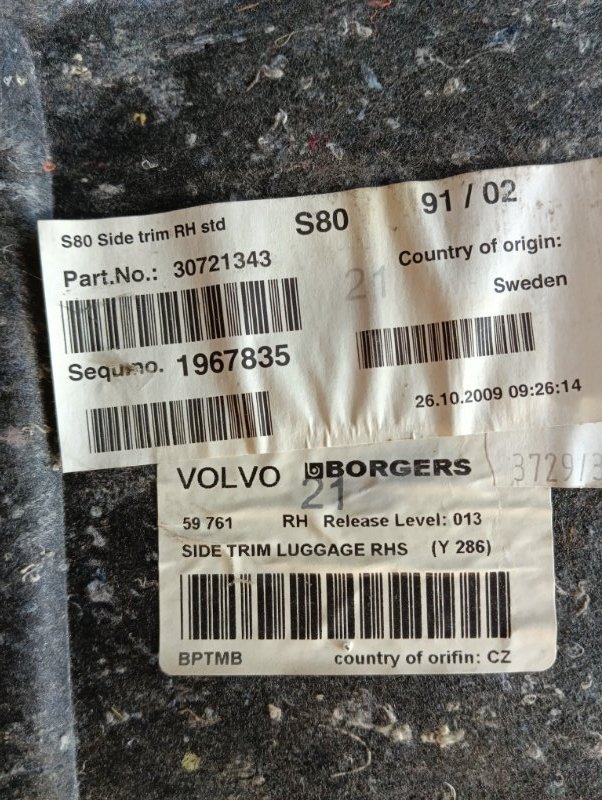 S80 Side trim RH std
S80
91 / 02
Part.No.: 30721343
Country of origin:
21
Sweden
Sequmo. 1967835
26.10.2009 09:26:14
VOLVO BORGERS
21
3729/3
59 761 RH Release Level: 013
SIDE TRIM LUGGAGE RHS (Y 286)
BPTMB country of orifin: CZ